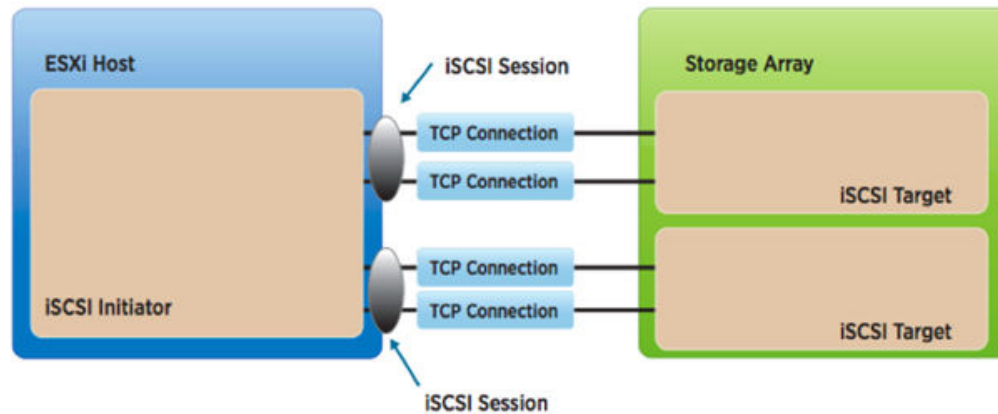 ESXi Host
iSCSI Session
Storage Array
TCP Connection
TCP Connection
iSCSI Target
TCP Connection
iSCSI Initiator
TCP Connection
iSCSI Target
iSCSI Session